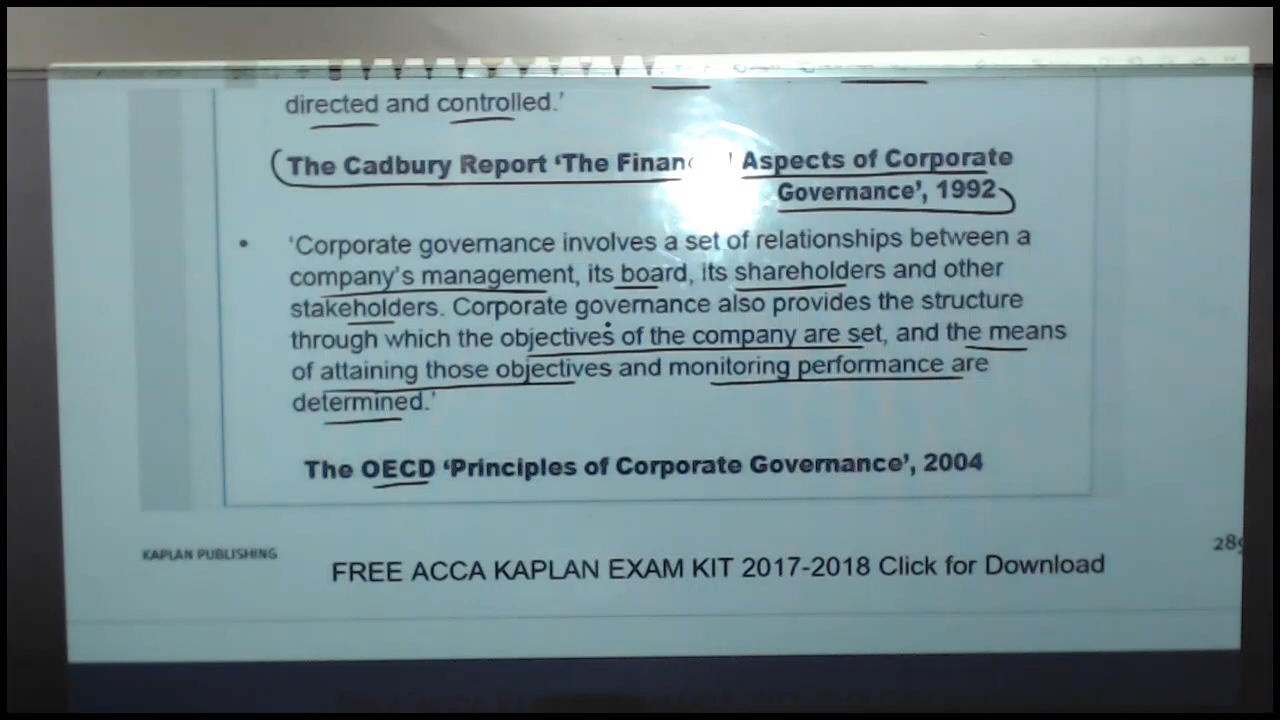 directed and controlled.’
The Cadbury Report ‘The Finan Aspects of Corporate
Governance’, 1992
• ‘Corporate governance involves a set of relationships between a
company’s management, its board, its shareholders and other
stakeholders. Corporate governance also provides the structure
through which the objectives of the company are set, and the means
of attaining those objectives and monitoring performance are
determined.’
The OECD ‘Principles of Corporate Governance’, 2004
KAPLAN PUBLISHING
289
FREE ACCA KAPLAN EXAM KIT 2017-2018 Click for Download